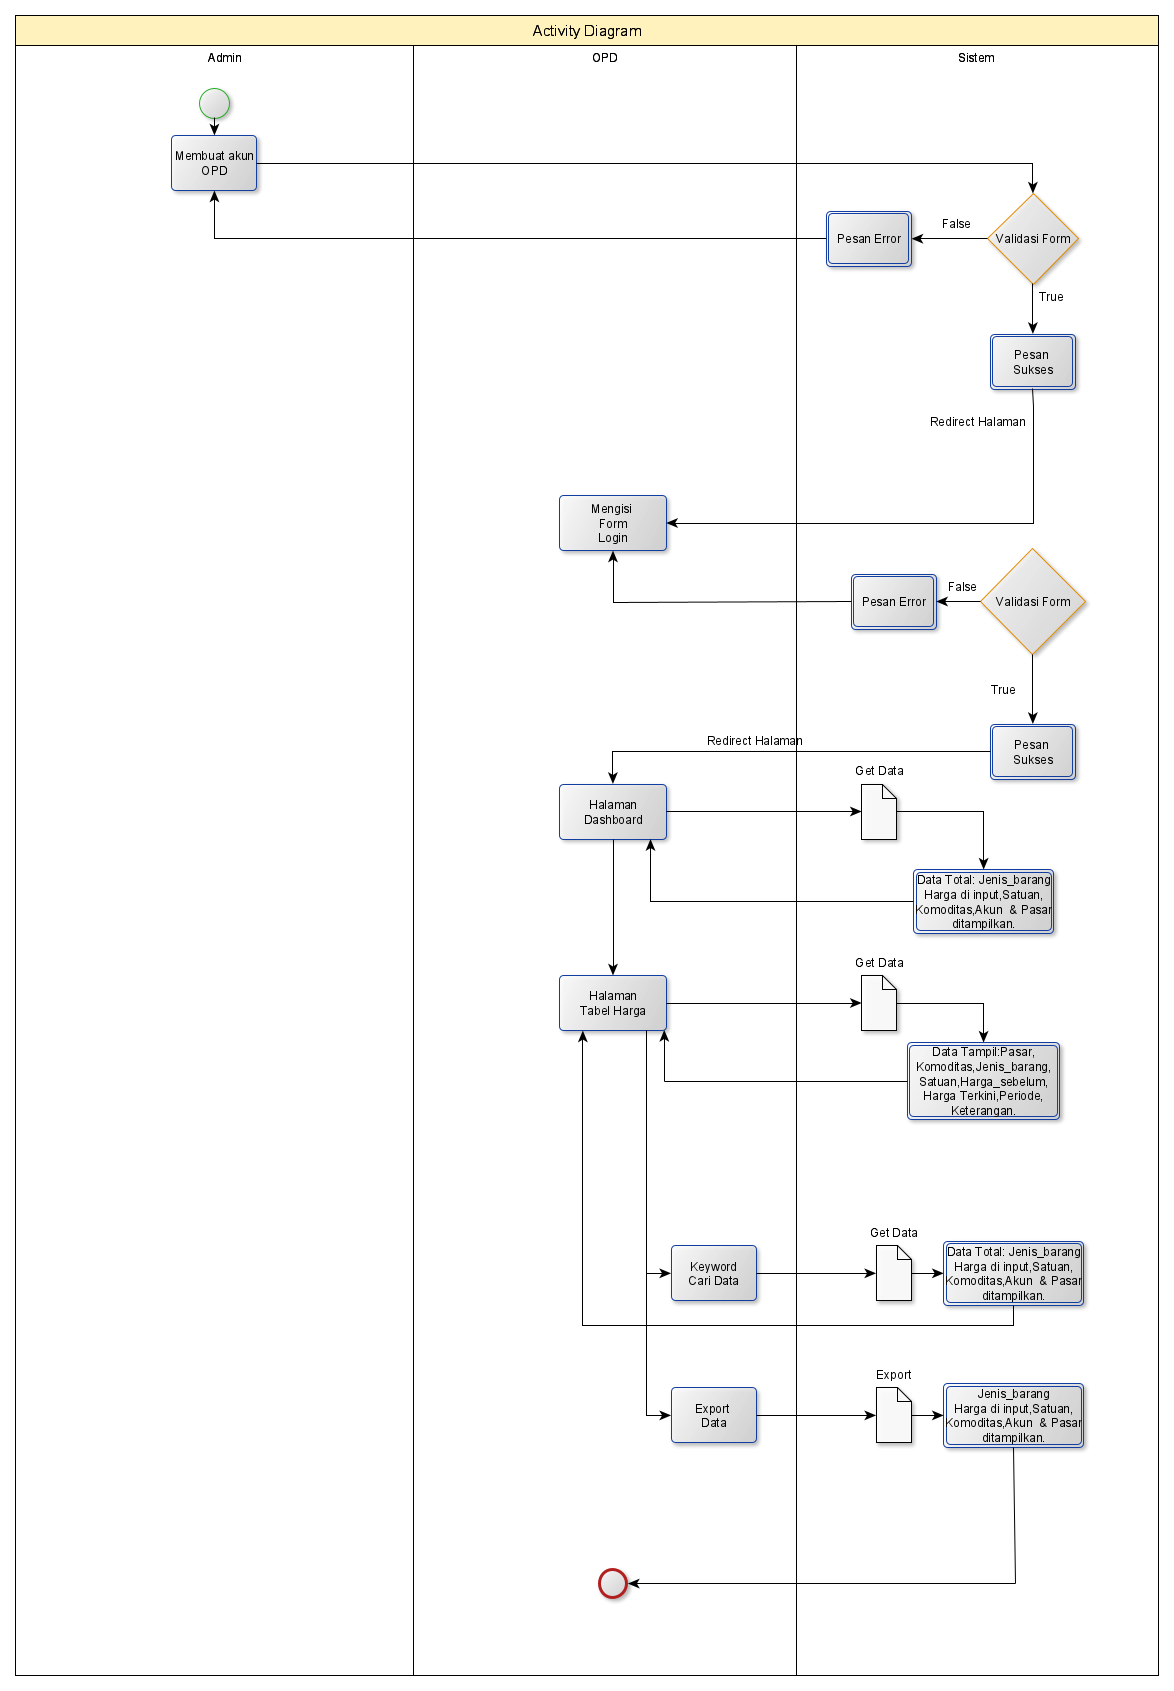 Activity Diagram
Admin
OPD
Sistem
Membuat akun
OPD
False
Pesan Error
Validasi Form
True
Pesan
Sukses
Redirect Halaman
Mengisi
Form
Login
False
Pesan Error
Validasi Form
True
Redirect Halaman
Pesan
Sukses
Get Data
Halaman
Dashboard
Data Total: Jenis_barang
Harga di input,Satuan,
Komoditas,Akun & Pasar
ditampilkan.
Get Data
Halaman
Tabel Harga
Data Tampil:Pasar,
Komoditas,Jenis_barang,
Satuan,Harga_sebelum,
Harga Terkini,Periode,
Keterangan.
Get Data
Keyword
Cari Data
Data Total: Jenis_barang
Harga di input,Satuan,
Komoditas,Akun & Pasar
ditampilkan.
Export
Export
Data
Jenis_barang
Harga di input,Satuan,
Komoditas,Akun & Pasar
ditampilkan.